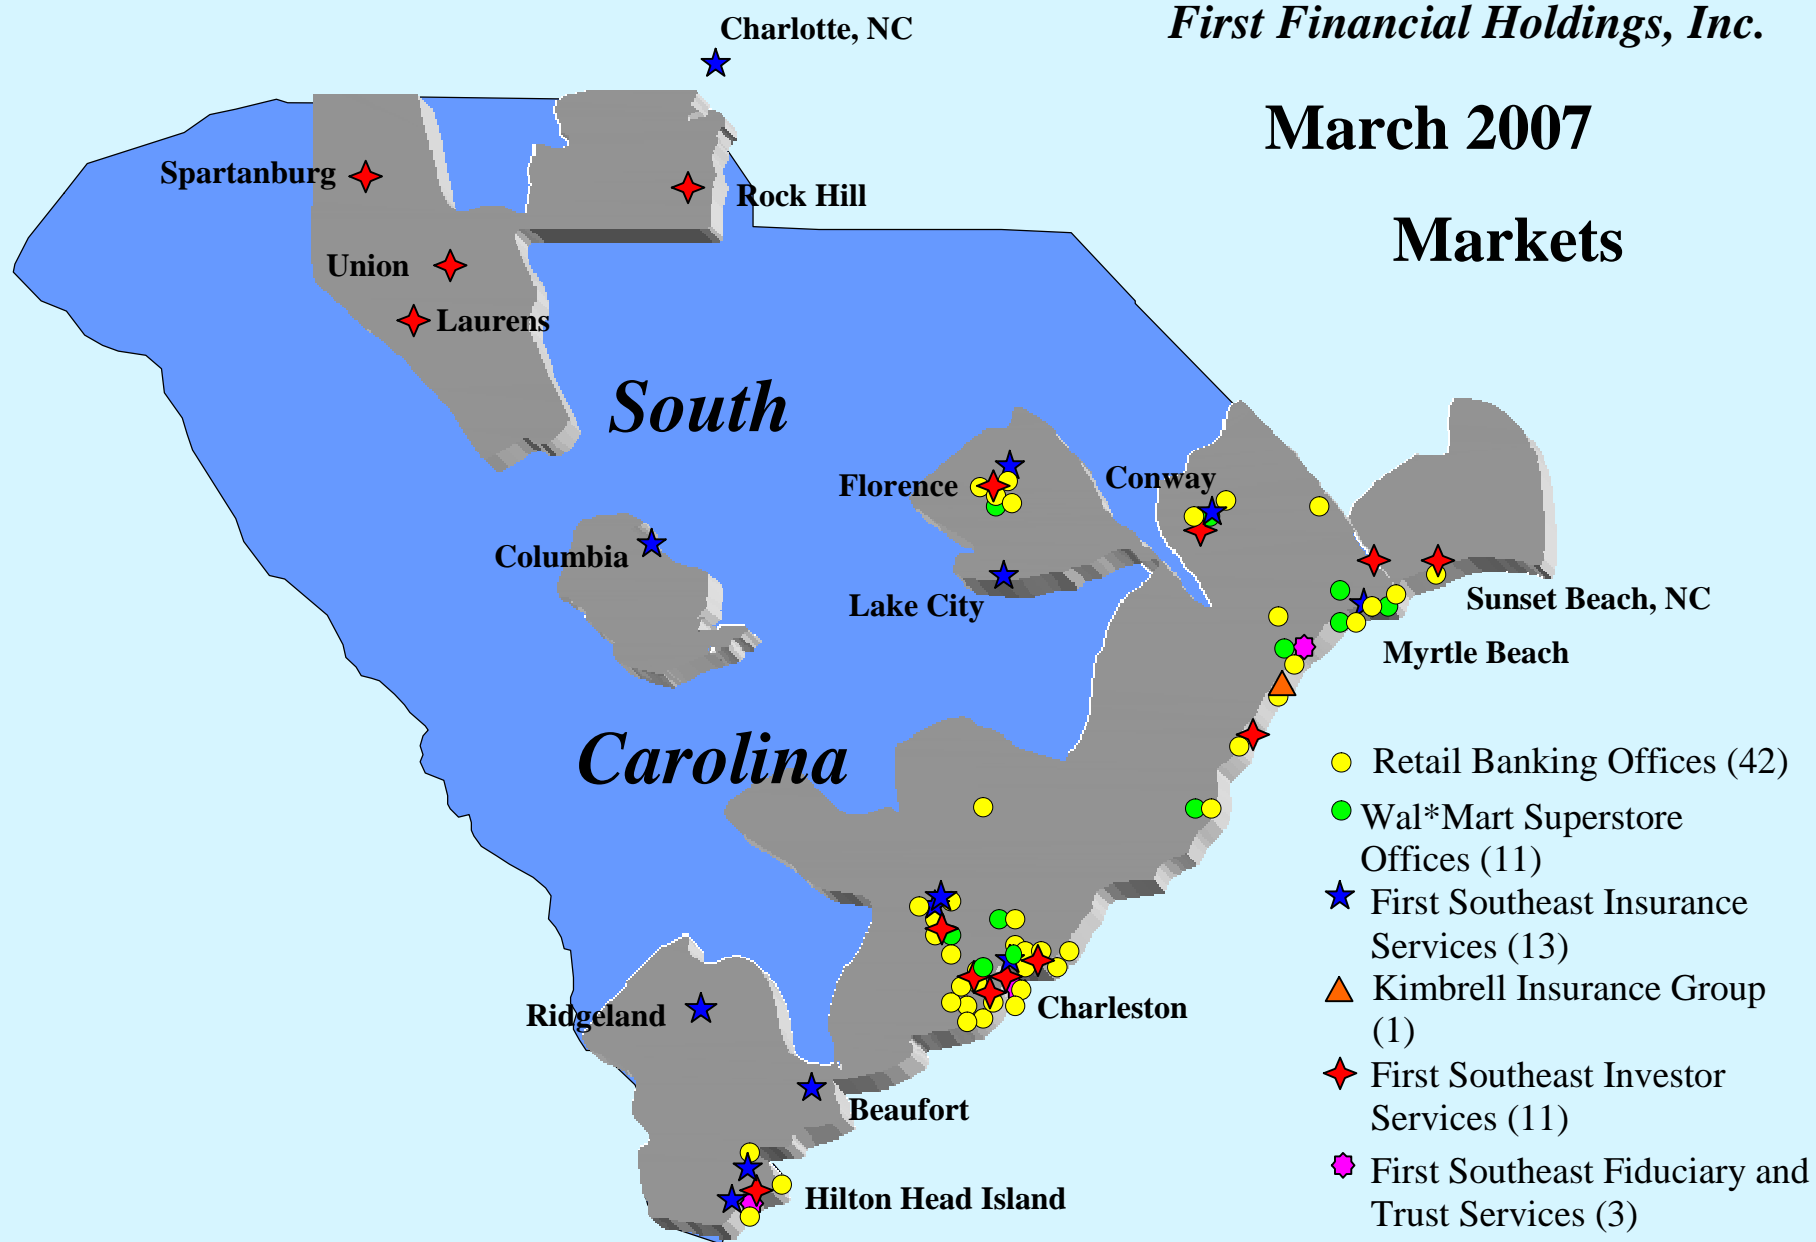 Charlotte, NC
First Financial Holdings, Inc.
March 2007
Markets
Spartanburg
Rock Hill
Union
Laurens
South
Florence
Conway
Columbia
Lake City
Sunset Beach, NC
Myrtle Beach
Carolina
Ridgeland
Charleston
Beaufort
Hilton Head Island
Retail Banking Offices (42)
Wal*Mart Superstore
Offices (11)
First Southeast Insurance
Services (13)
Kimbrell Insurance Group
(1)
First Southeast Investor
Services (11)
First Southeast Fiduciary and
Trust Services (3)